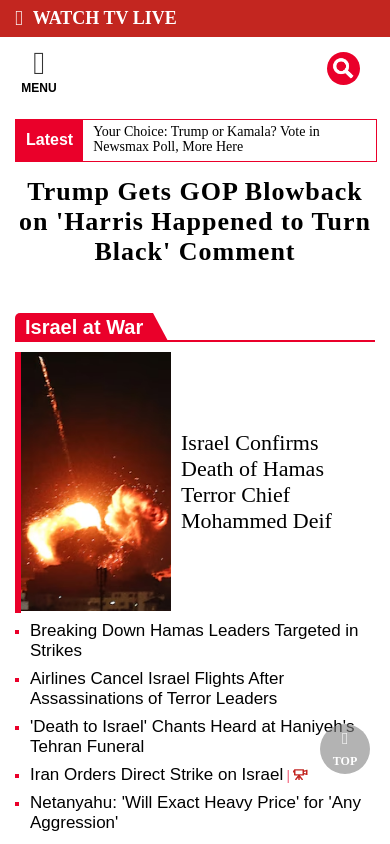 WATCH TV LIVE
MENU
Latest
Your Choice: Trump or Kamala? Vote in
Newsmax Poll, More Here
Trump Gets GOP Blowback
on 'Harris Happened to Turn
Black' Comment
Israel at War
Israel Confirms
Death of Hamas
Terror Chief
Mohammed Deif
Breaking Down Hamas Leaders Targeted in
Strikes
Airlines Cancel Israel Flights After
Assassinations of Terror Leaders
'Death to Israel' Chants Heard at Haniyeh's
Tehran Funeral
Iran Orders Direct Strike on Israel |
TOP
Netanyahu: 'Will Exact Heavy Price' for 'Any
Aggression'